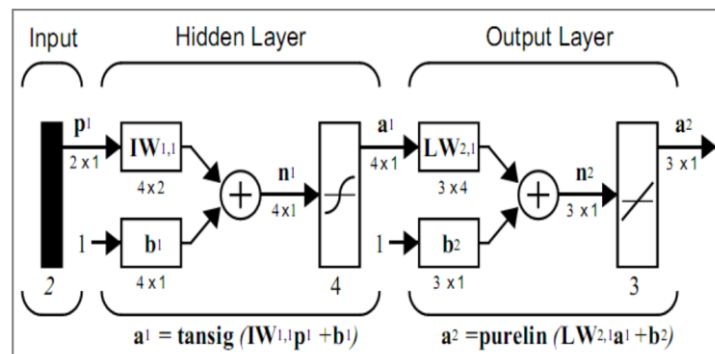 Input Hidden Layer Output Layer
p1 a1 a2
IW1,1 LW2,1
2 x 1 n1 4 x 1 n2 3 x 1
4 x 2 3 x 4
4 x 1 3 x 1
1 b1 1 b2
2 4 x 1 4 3 x 1 3
a1 = tansig (IW1,1p1 +b1) a2 =purelin (LW2,1a1 +b2)